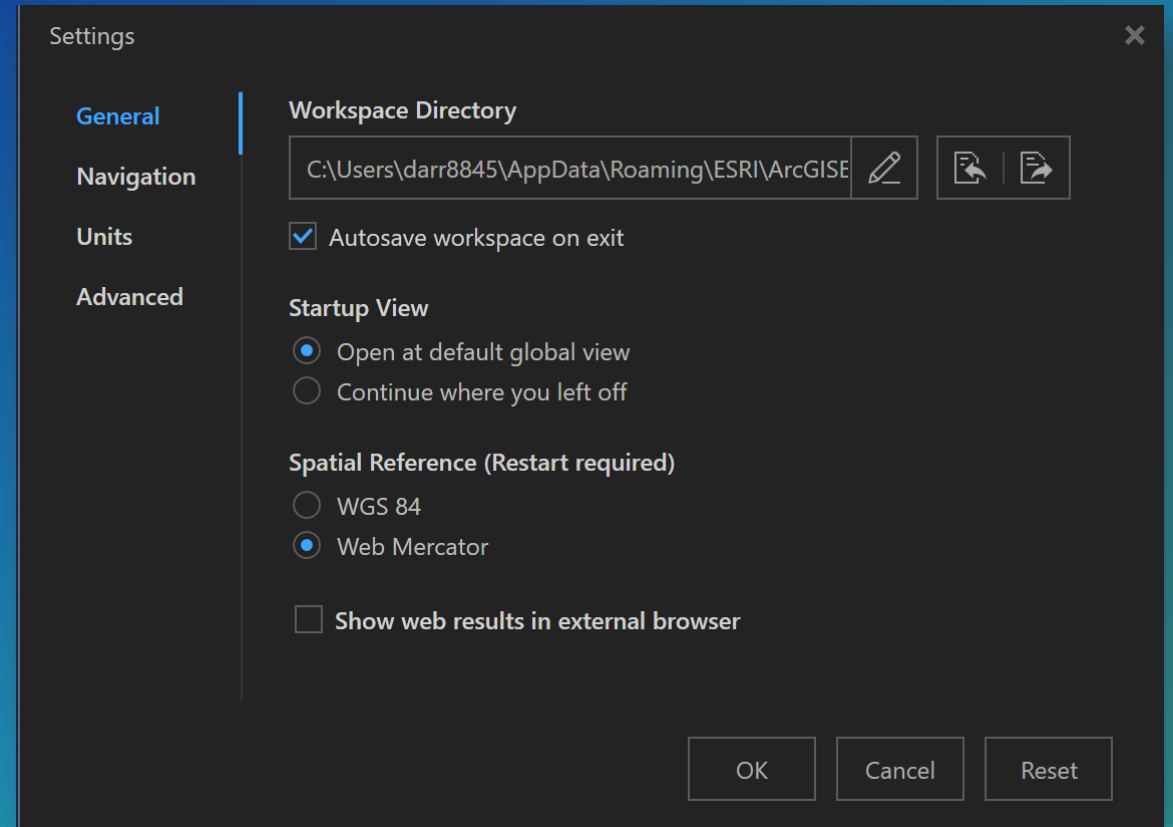 Settings
General
Navigation
Units
Advanced
Workspace Directory
C:\Users\darr8845\AppData\Roaming\ESRI\ArcGISE
Autosave workspace on exit
Startup View
Open at default global view
Continue where you left off
Spatial Reference (Restart required)
WGS 84
Web Mercator
Show web results in external browser
OK
Cancel
Reset